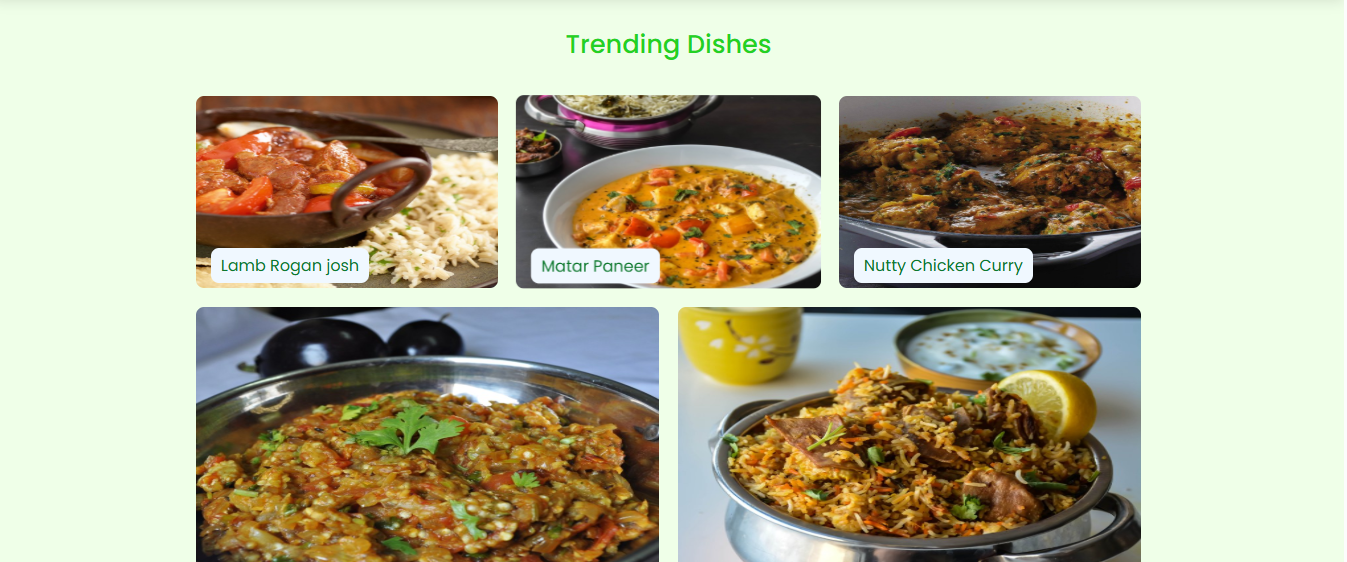 Trending Dishes
Lamb Rogan josh
Matar Paneer
Nutty Chicken Curry